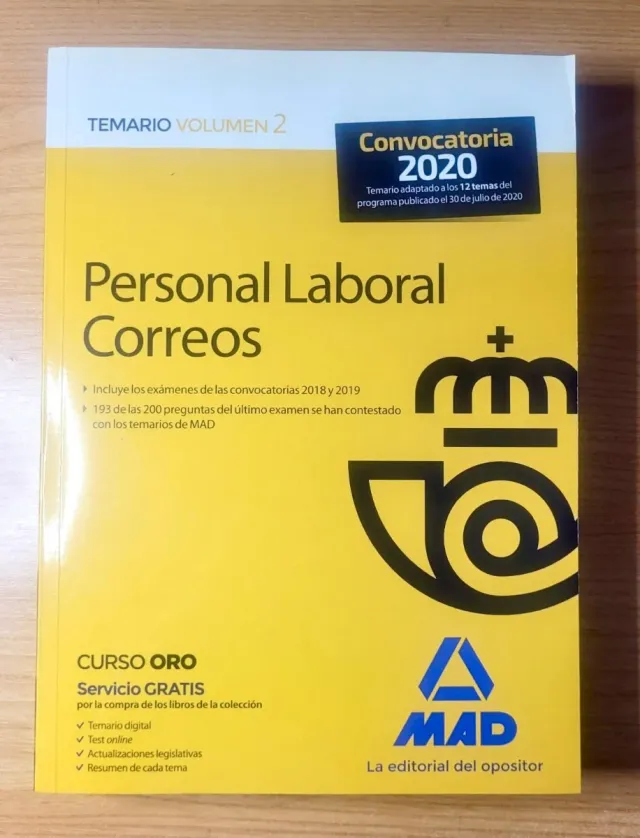 TEMARIO VOLUMEN 2
Convocatoria
2020
Temario adaptado a los 12 temas del
programa publicado el 30 de julio de 2020
Personal Laboral
Correos
Incluye los exámenes de las convocatorias 2018 y 2019
193 de las 200 preguntas del último examen se han contestado
con los temarios de MAD
CURSO ORO
Servicio GRATIS
por la compra de los libros de la colección
✓ Temario digital
✓ Test online
✓ Actualizaciones legislativas
✓ Resumen de cada tema
MAD
La editorial del opositor